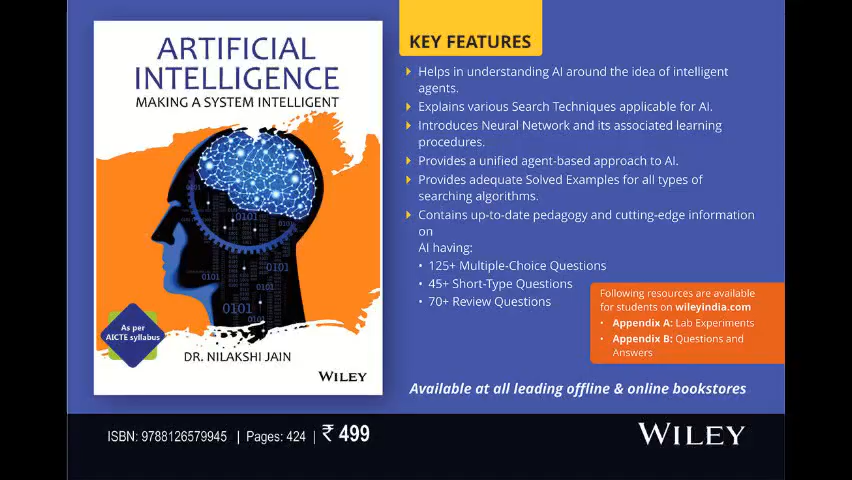 ARTIFICIAL
INTELLIGENCE
MAKING A SYSTEM INTELLIGENT
0101
0101
0101
0101
0101
As per
AICTE syllabus
DR. NILAKSHI JAIN
WILEY
KEY FEATURES
Helps in understanding AI around the idea of intelligent
agents.
Explains various Search Techniques applicable for AI.
Introduces Neural Network and its associated learning
procedures.
Provides a unified agent-based approach to AI.
Provides adequate Solved Examples for all types of
searching algorithms.
Contains up-to-date pedagogy and cutting-edge information
on
AI having:
• 125+ Multiple-Choice Questions
• 45+ Short-Type Questions
• 70+ Review Questions
Following resources are available
for students on wileyindia.com
• Appendix A: Lab Experiments
• Appendix B: Questions and
Answers
Available at all leading offline & online bookstores
ISBN: 9788126579945 | Pages: 424 | ₹ 499
WILEY